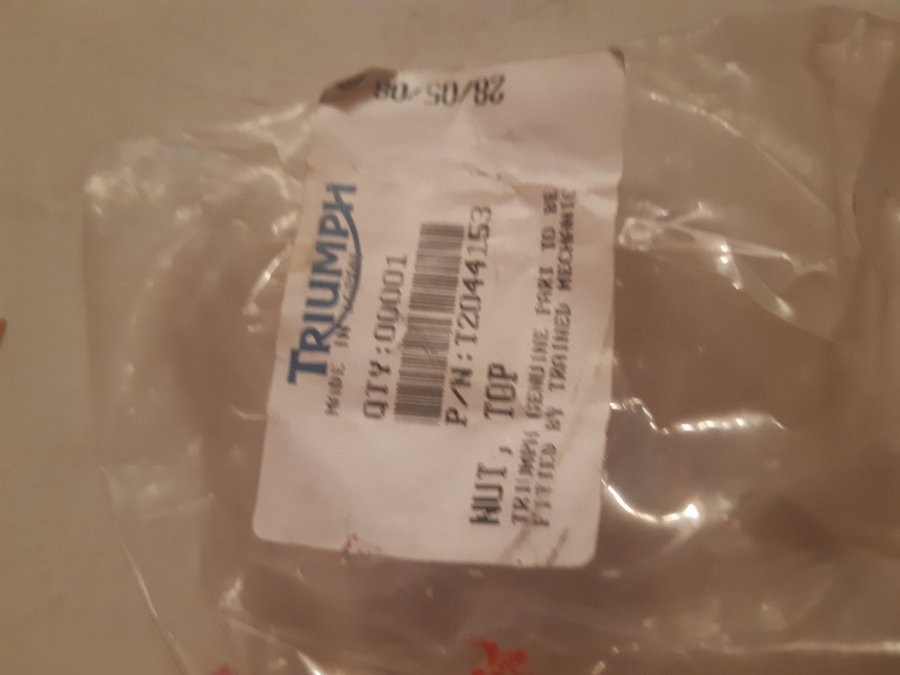 28/05/08
TRIUMPH
MADE IN
QTY:00001
P/N:T2044153
NUT, TOP
TRIUMPH GENUINE PART TO BE
FITTED BY TRAINED MECHANIC